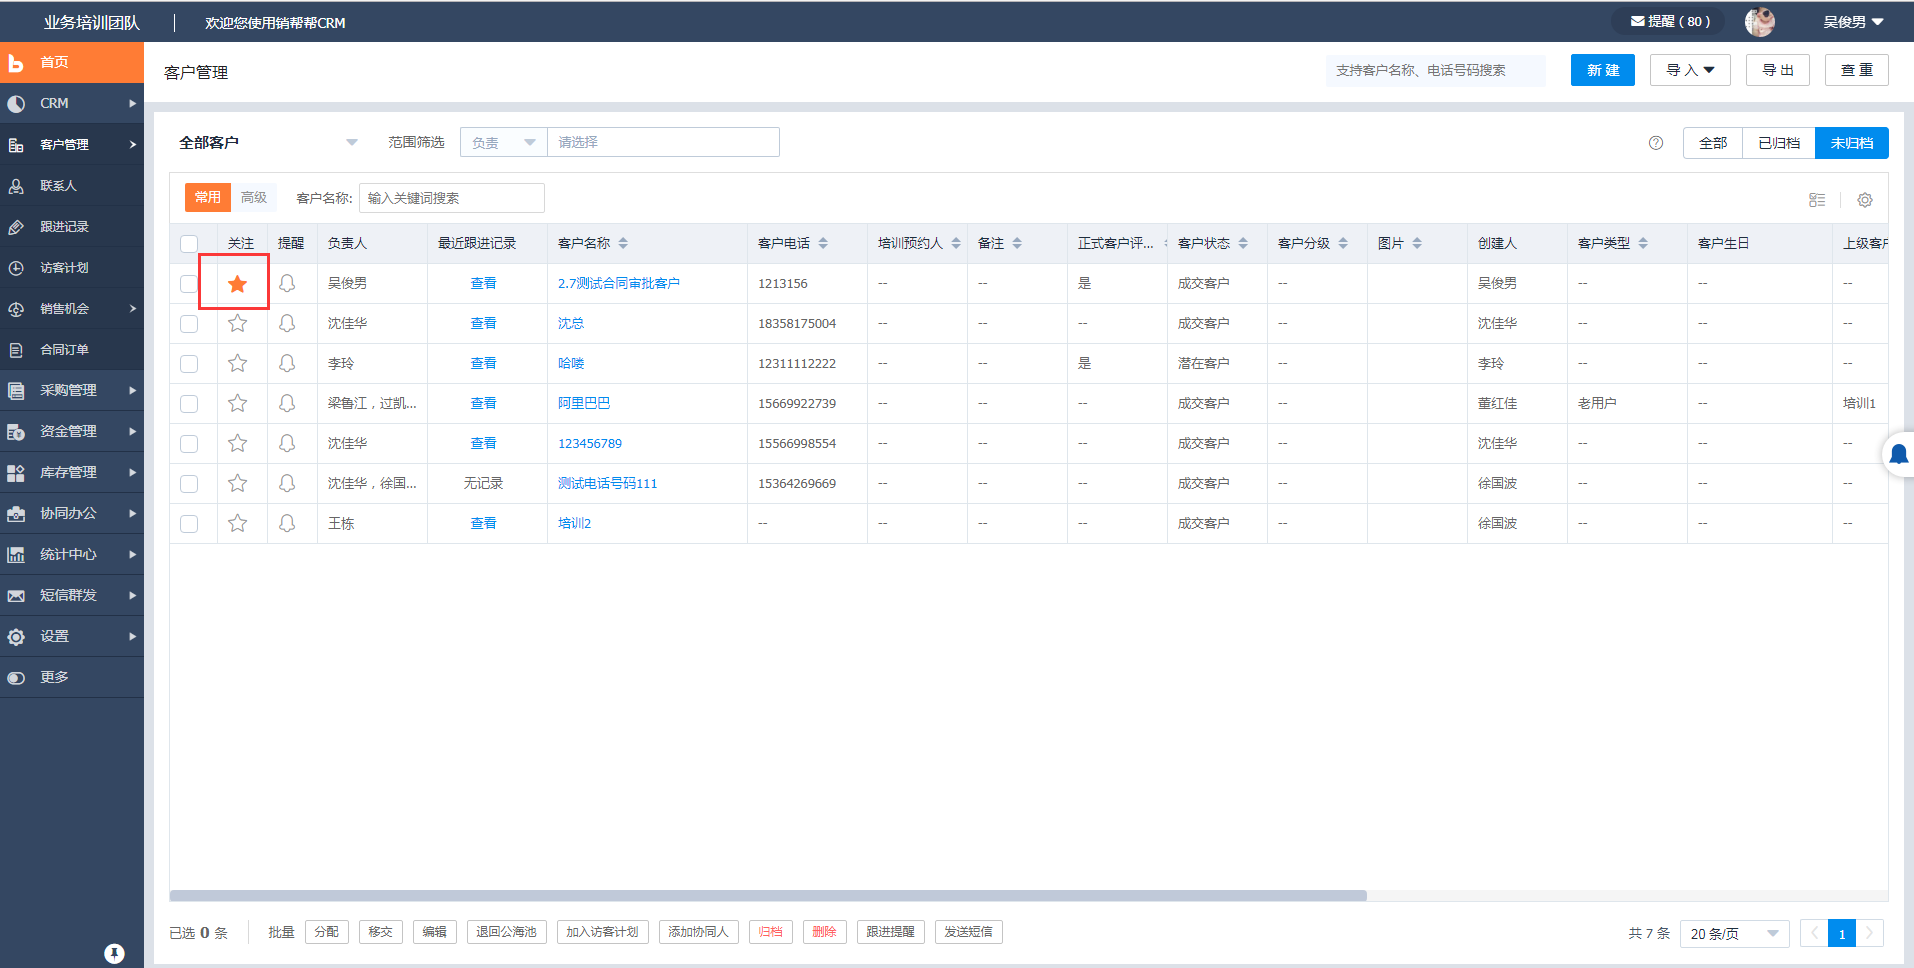 业务培训团队 欢迎您使用销帮帮CRM 提醒 ( 80 ) 吴俊男
首页
CRM
客户管理
联系人
跟进记录
访客计划
销售机会
合同订单
采购管理
资金管理
库存管理
协同办公
统计中心
短信群发
设置
更多
客户管理 支持客户名称、电话号码搜索 新 建 导 入 导 出 查 重
全部客户 范围筛选 负责 请选择 全部 已归档 未归档
常用 高级 客户名称: 输入关键词搜索
关注 提醒 负责人 最近跟进记录 客户名称 客户电话 培训预约人 备注 正式客户评... 客户状态 客户分级 图片 创建人 客户类型 客户生日 上级客户
吴俊男 查看 2.7测试合同审批客户 1213156 -- -- 是 成交客户 -- 吴俊男 -- -- --
沈佳华 查看 沈总 18358175004 -- -- -- 成交客户 -- 沈佳华 -- -- --
李玲 查看 哈喽 12311112222 -- -- 是 潜在客户 -- 李玲 -- -- --
梁鲁江，过凯... 查看 阿里巴巴 15669922739 -- -- -- 成交客户 -- 董红佳 老用户 -- 培训1
沈佳华 查看 123456789 15566998554 -- -- -- 成交客户 -- 沈佳华 -- -- --
沈佳华，徐国... 无记录 测试电话号码111 15364269669 -- -- -- 成交客户 -- 徐国波 -- -- --
王栋 查看 培训2 -- -- -- -- 成交客户 -- 徐国波 -- -- --
已选 0 条 批量 分配 移交 编辑 退回公海池 加入访客计划 添加协同人 归档 删除 跟进提醒 发送短信 共 7 条 20 条/页 1